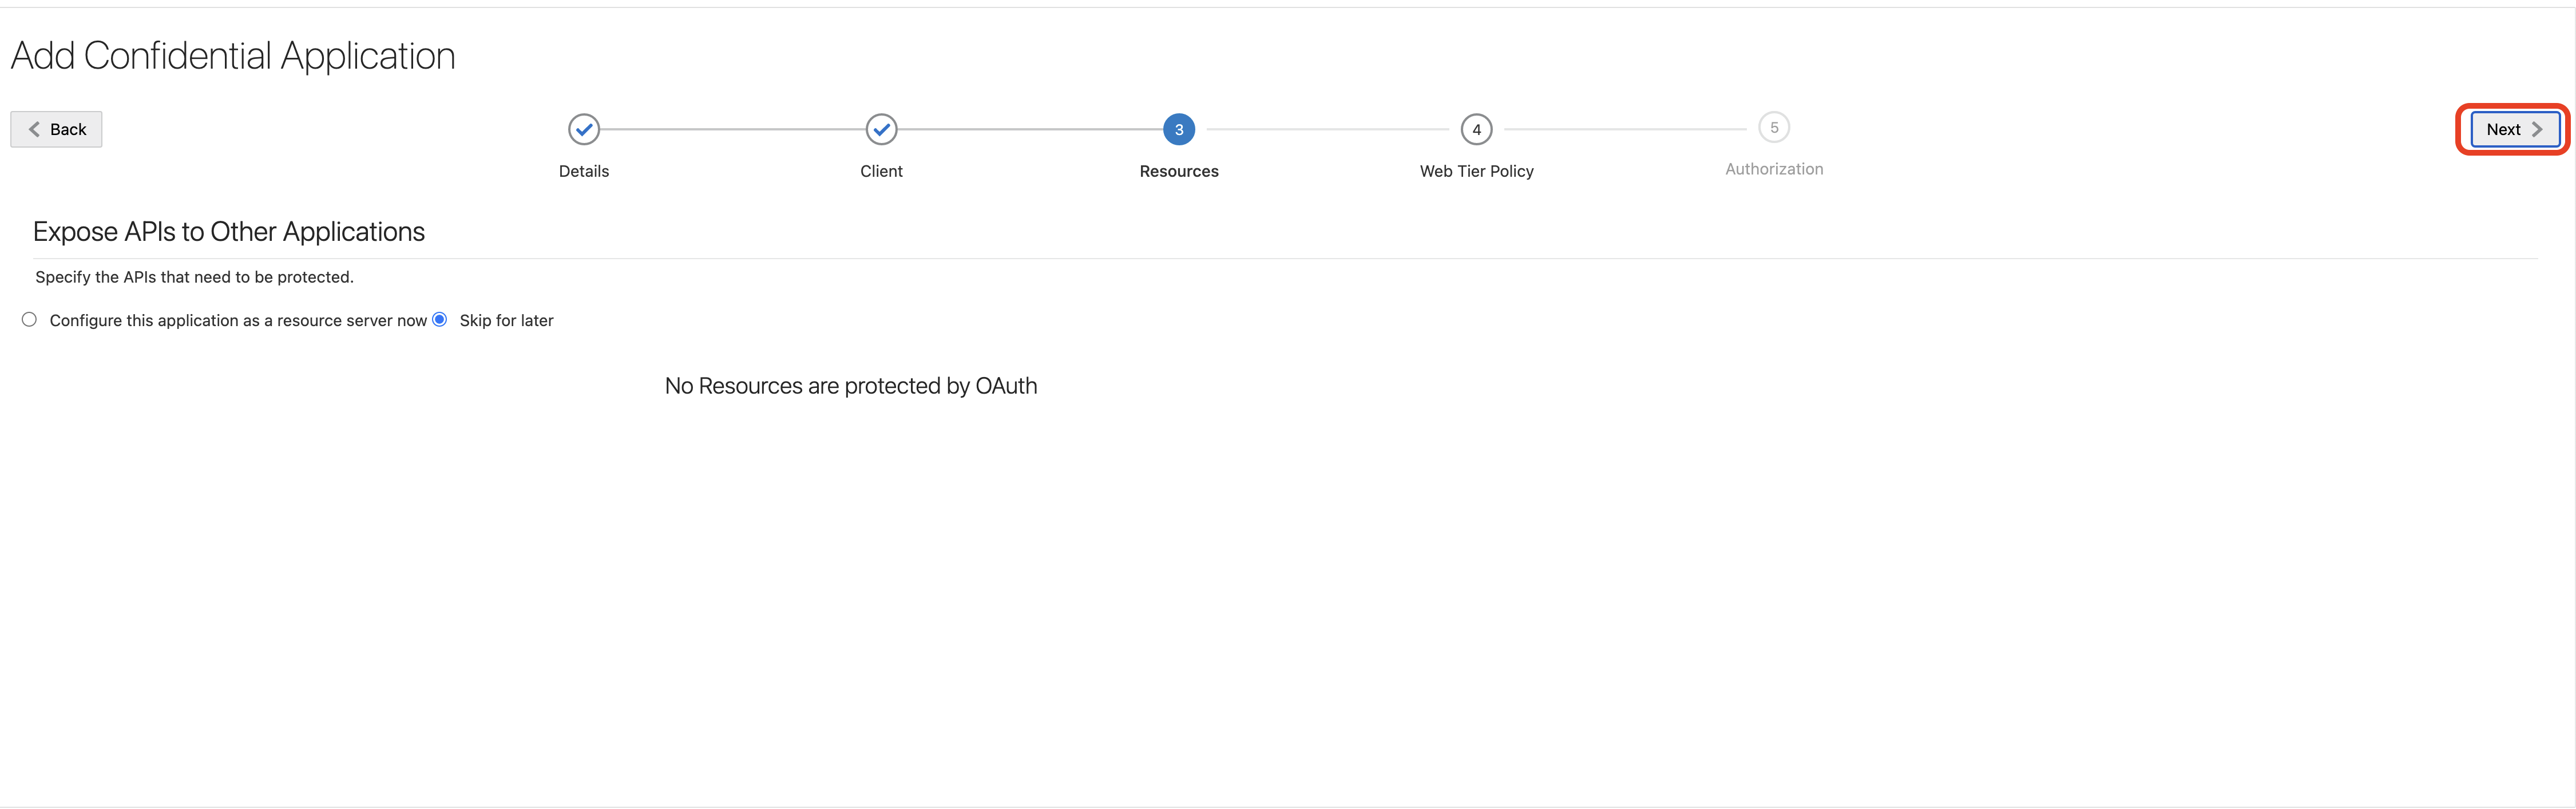 Add Confidential Application
Back
3
4
5
Next
Details
Client
Resources
Web Tier Policy
Authorization
Expose APIs to Other Applications
Specify the APIs that need to be protected.
Configure this application as a resource server now Skip for later
No Resources are protected by OAuth